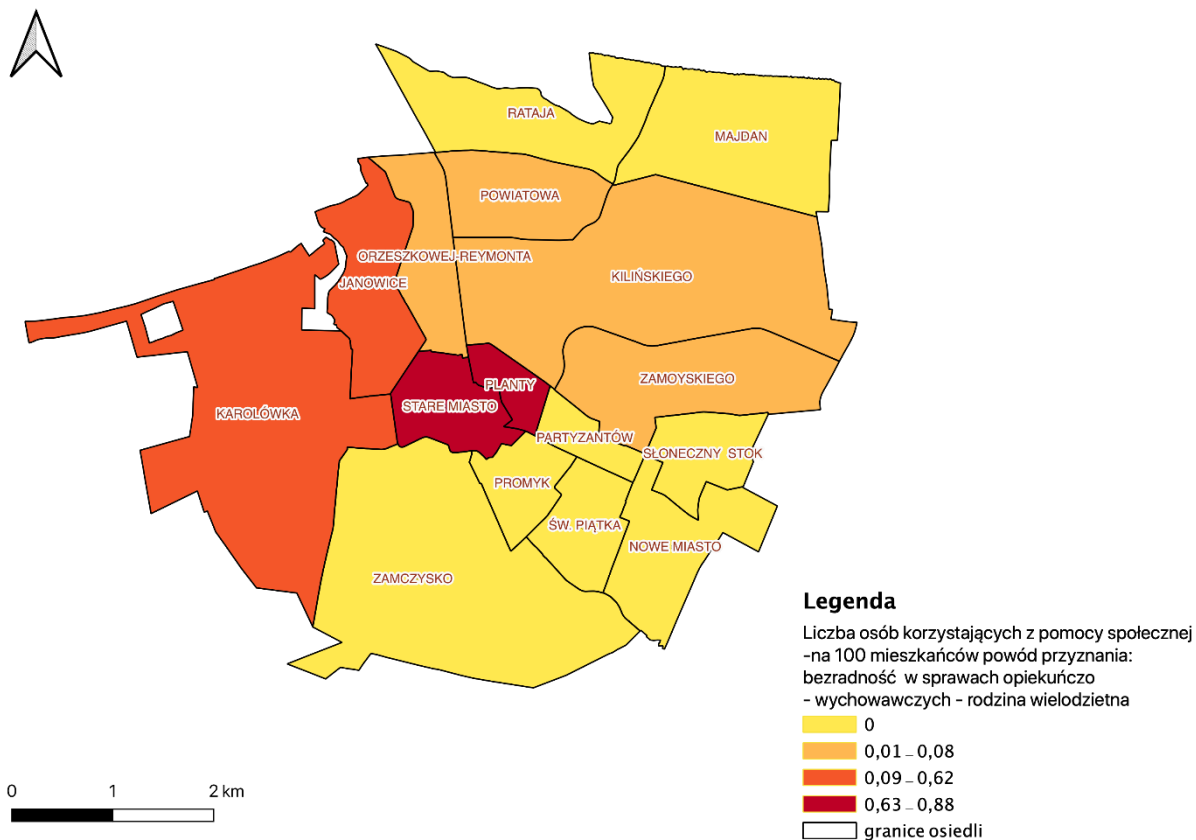 RATAJA
MAJDAN
POWIATOWA
ORZESZKOWEJ-REYMONTA
KILIŃSKIEGO
JANOWICE
ZAMOYSKIEGO
PLANTY
STARE MIASTO
KAROLÓWKA
PARTYZANTÓW
SŁONECZNY STOK
PROMYK
ŚW. PIĄTKA
NOWE MIASTO
ZAMCZYSKO
Legenda
Liczba osób korzystających z pomocy społecznej
-na 100 mieszkańców powód przyznania:
bezradność w sprawach opiekuńczo
- wychowawczych - rodzina wielodzietna
0
0,01 – 0,08
0,09 – 0,62
0,63 – 0,88
granice osiedli
0 1 2 km